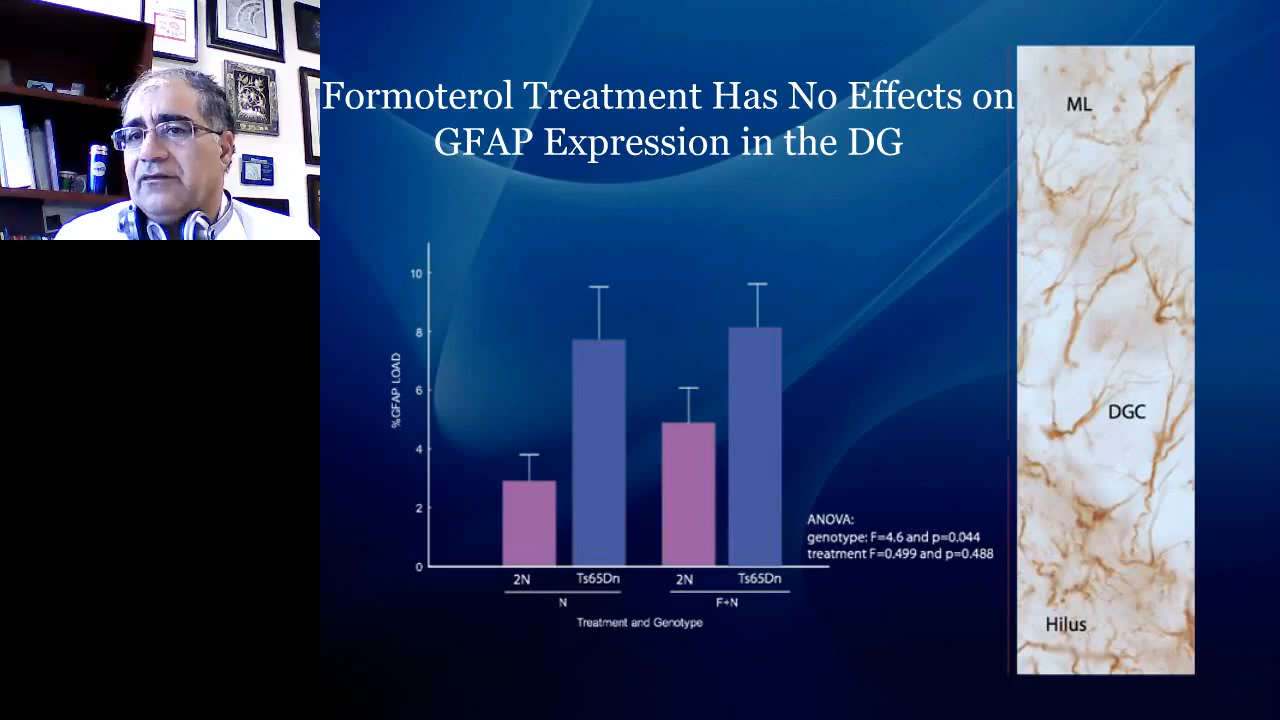 Formoterol Treatment Has No Effects on
GFAP Expression in the DG
%GFAP LOAD
10
8
6
4
2
0
2N
Ts65Dn
2N
Ts65Dn
N
F+N
Treatment and Genotype
ANOVA:
genotype: F=4.6 and p=0.044
treatment F=0.499 and p=0.488
ML
DGC
Hilus